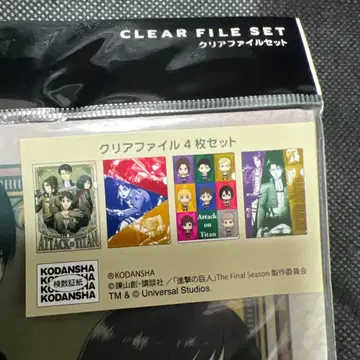 CLEAR FILE SET
クリアファイルセット
クリアファイル4枚セット
ATTACK ON TITAN
Attack
on
Titan
KODANSHA
KODANSHA
検数証紙
KODANSHA
KODANSHA
®KODANSHA
©諫山創・講談社/「進撃の巨人」The Final Season 製作委員会
TM & © Universal Studios.